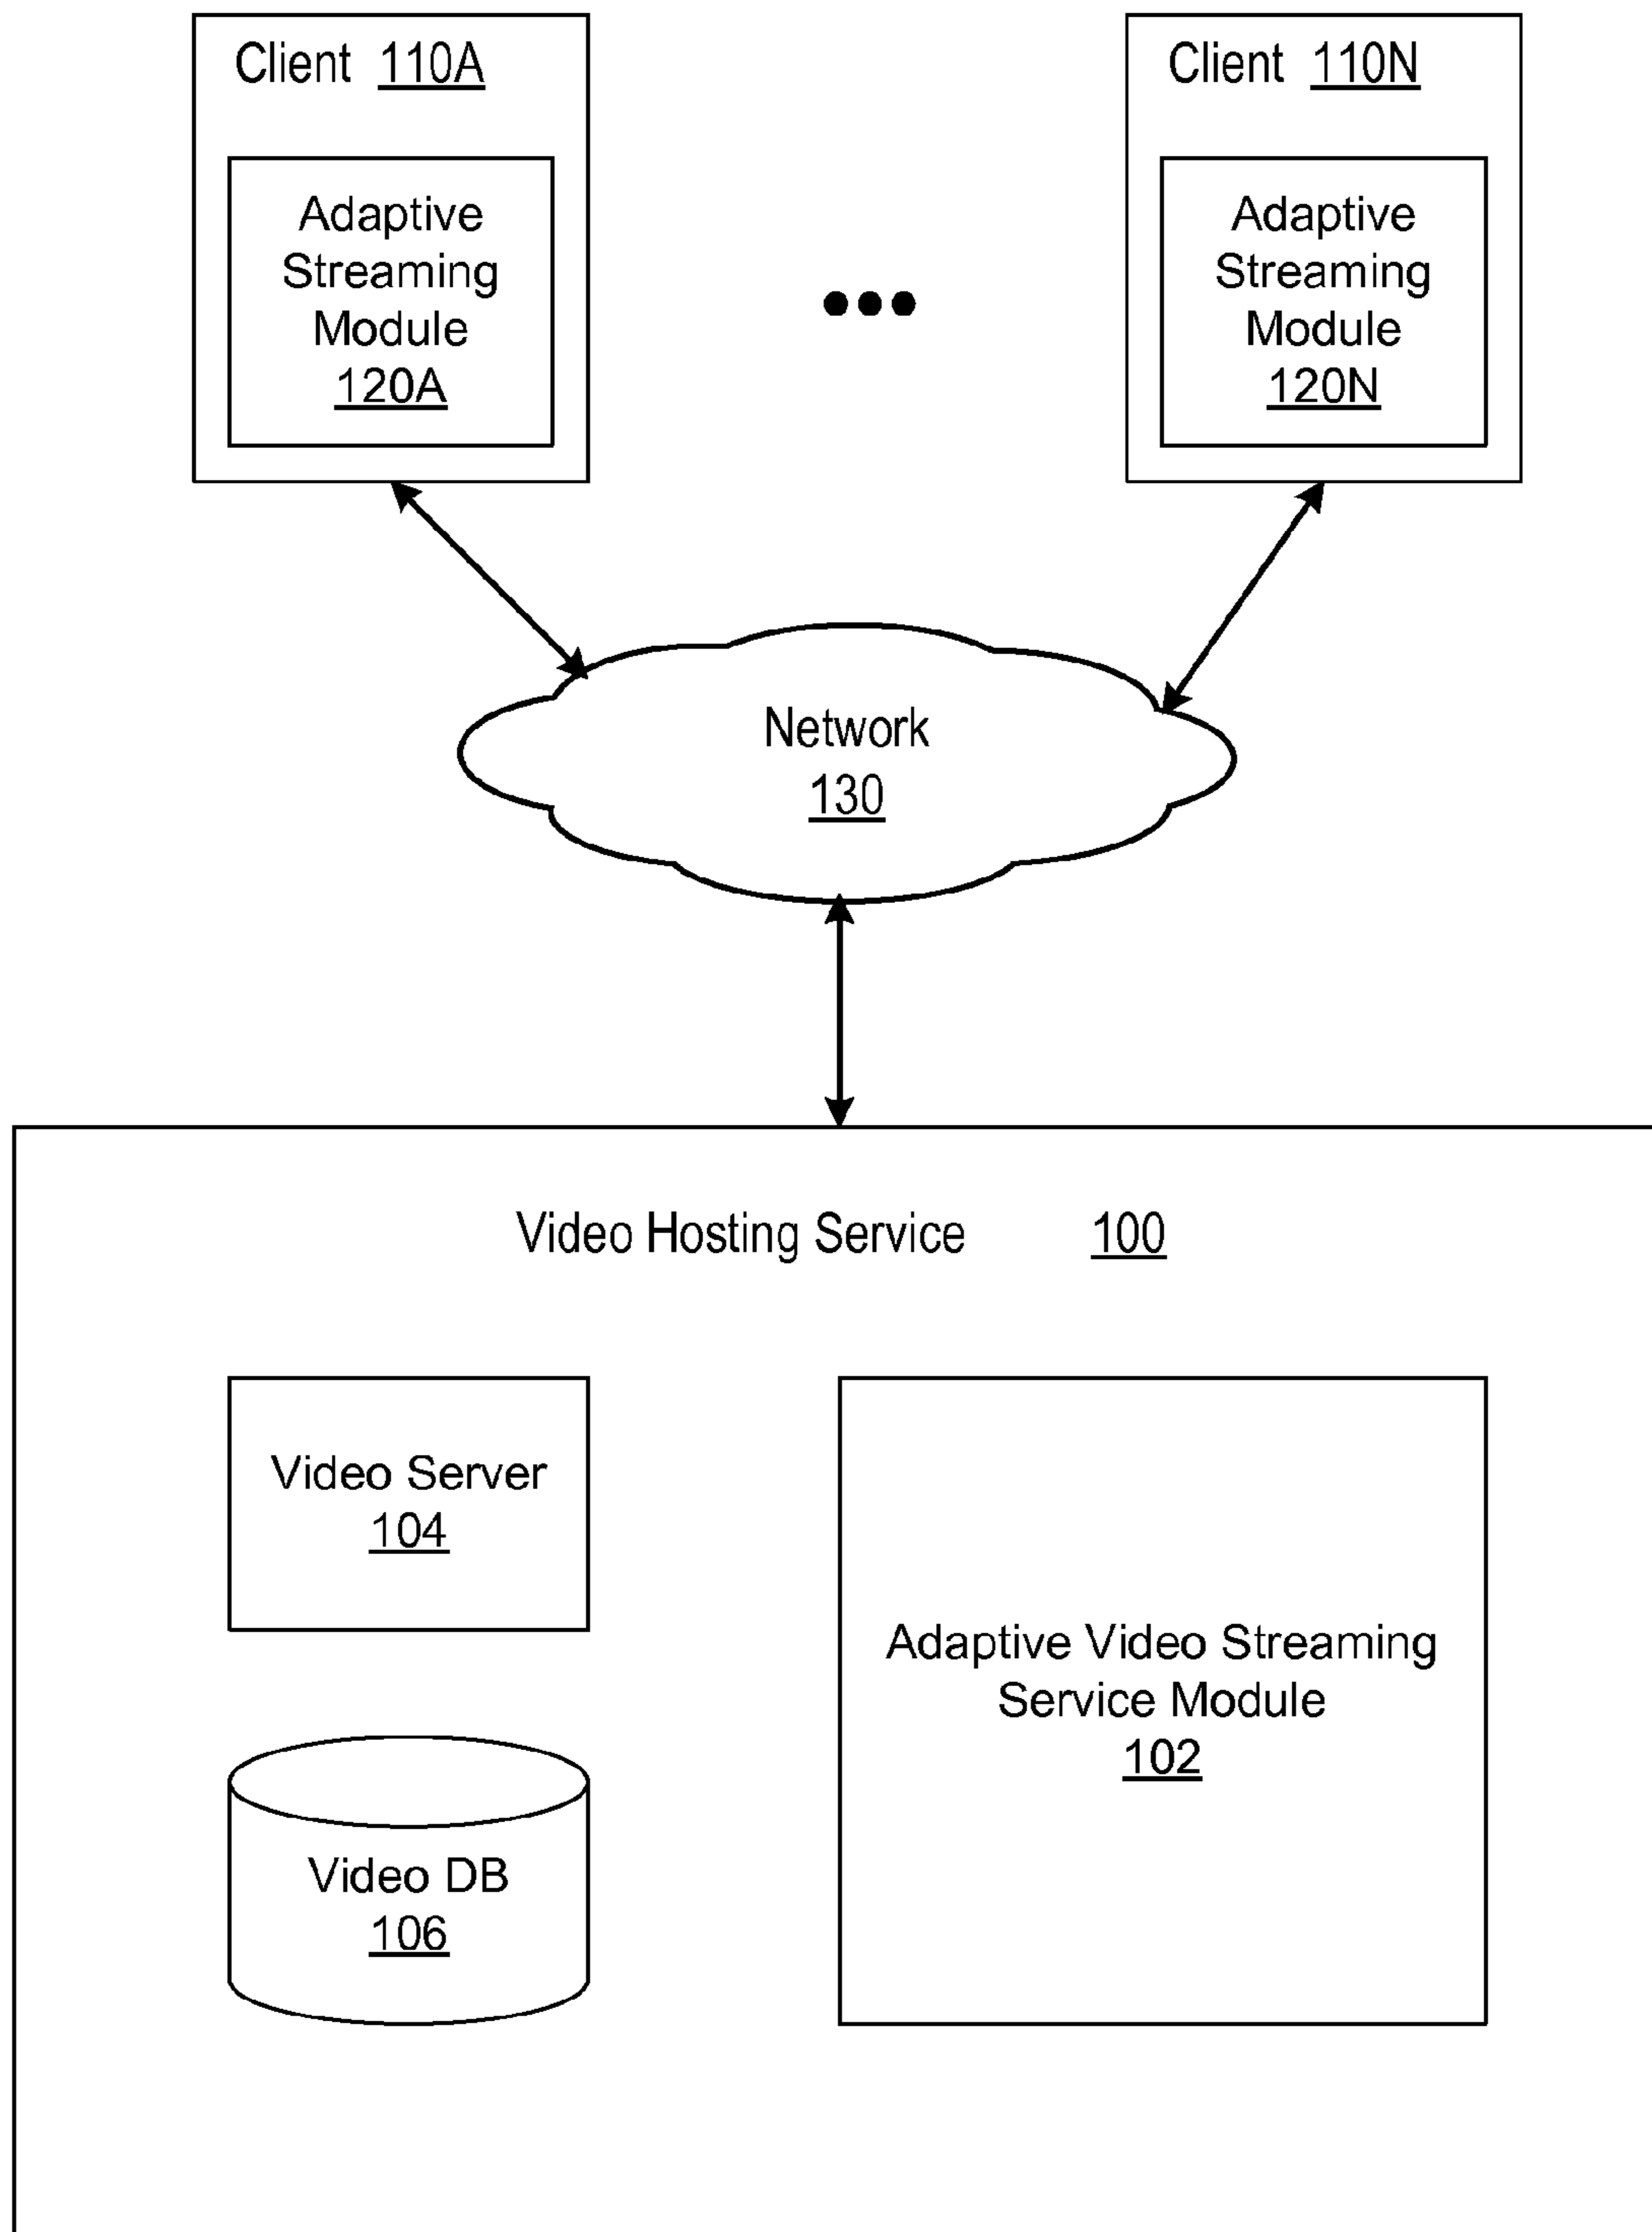 Client 110A
Adaptive
Streaming
Module
120A
Client 110N
Adaptive
Streaming
Module
120N
Network
130
Video Hosting Service 100
Video Server
104
Video DB
106
Adaptive Video Streaming
Service Module
102